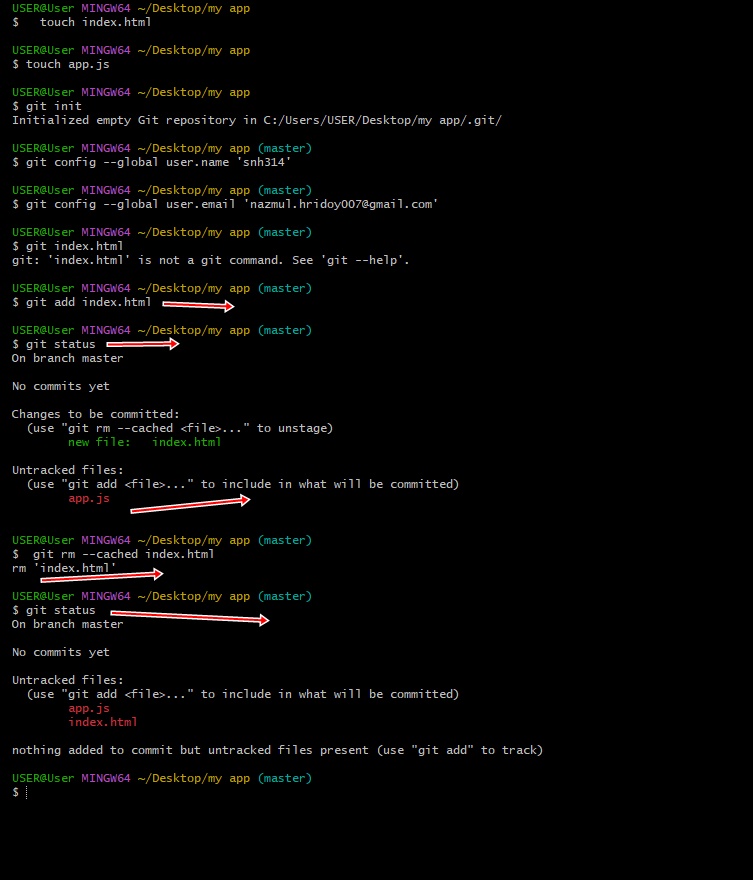 USER@User MINGW64 ~/Desktop/my app
$   touch index.html
USER@User MINGW64 ~/Desktop/my app
$ touch app.js
USER@User MINGW64 ~/Desktop/my app
$ git init
Initialized empty Git repository in C:/Users/USER/Desktop/my app/.git/
USER@User MINGW64 ~/Desktop/my app (master)
$ git config --global user.name 'snh314'
USER@User MINGW64 ~/Desktop/my app (master)
$ git config --global user.email 'nazmul.hridoy007@gmail.com'
USER@User MINGW64 ~/Desktop/my app (master)
$ git index.html
git: 'index.html' is not a git command. See 'git --help'.
USER@User MINGW64 ~/Desktop/my app (master)
$ git add index.html
USER@User MINGW64 ~/Desktop/my app (master)
$ git status
On branch master
No commits yet
Changes to be committed:
  (use "git rm --cached <file>..." to unstage)
        new file:   index.html
Untracked files:
  (use "git add <file>..." to include in what will be committed)
        app.js
USER@User MINGW64 ~/Desktop/my app (master)
$  git rm --cached index.html
rm 'index.html'
USER@User MINGW64 ~/Desktop/my app (master)
$ git status
On branch master
No commits yet
Untracked files:
  (use "git add <file>..." to include in what will be committed)
        app.js
        index.html
nothing added to commit but untracked files present (use "git add" to track)
USER@User MINGW64 ~/Desktop/my app (master)
$